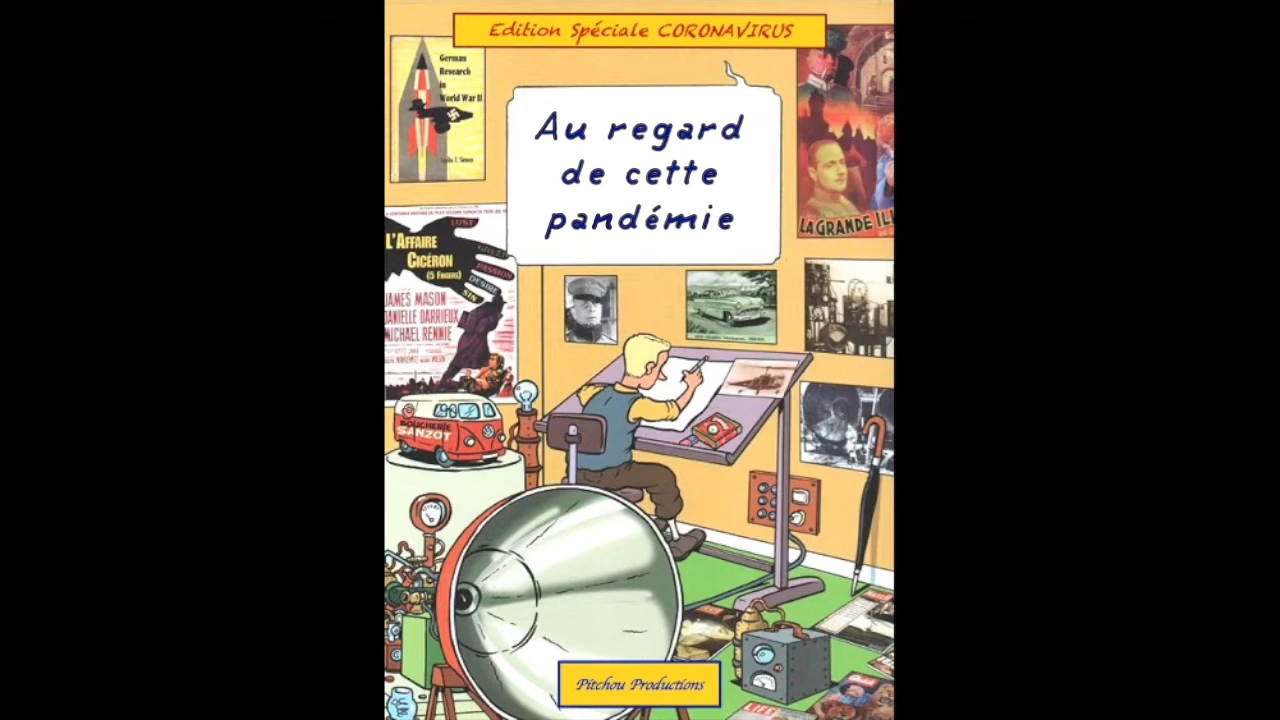 Edition Spéciale CORONAVIRUS
German
Research
in
World War II
Au regard
de cette
pandémie
LA GRANDE ILL
L'AFFAIRE
CICÉRON
(5 FINGERS)
LUST
PASSION
DESIRE
SIN
JAMES MASON
DANIELLE DARRIEUX
MICHAEL RENNIE
BOUCHERIE
SANZOT
LIFE
Pitchou Productions